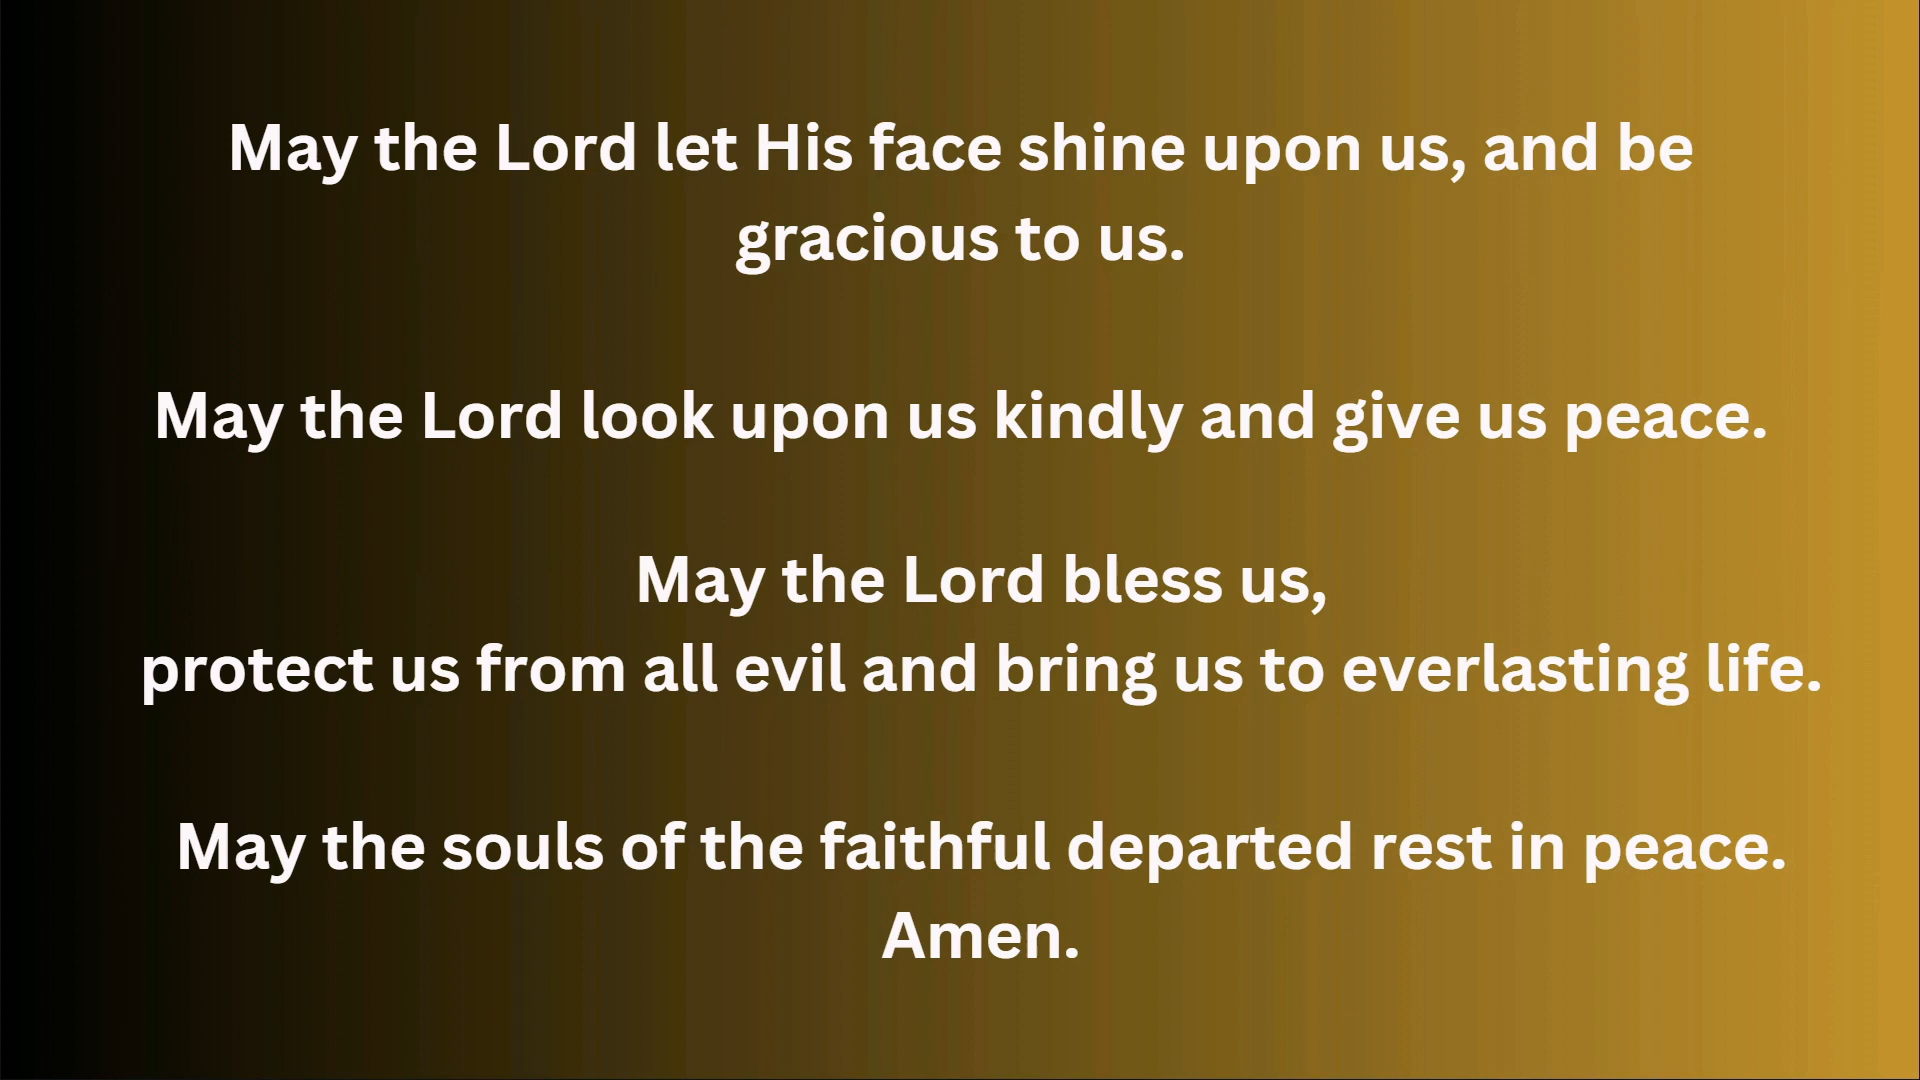 May the Lord let His face shine upon us, and be
gracious to us.
May the Lord look upon us kindly and give us peace.
May the Lord bless us,
protect us from all evil and bring us to everlasting life.
May the souls of the faithful departed rest in peace.
Amen.